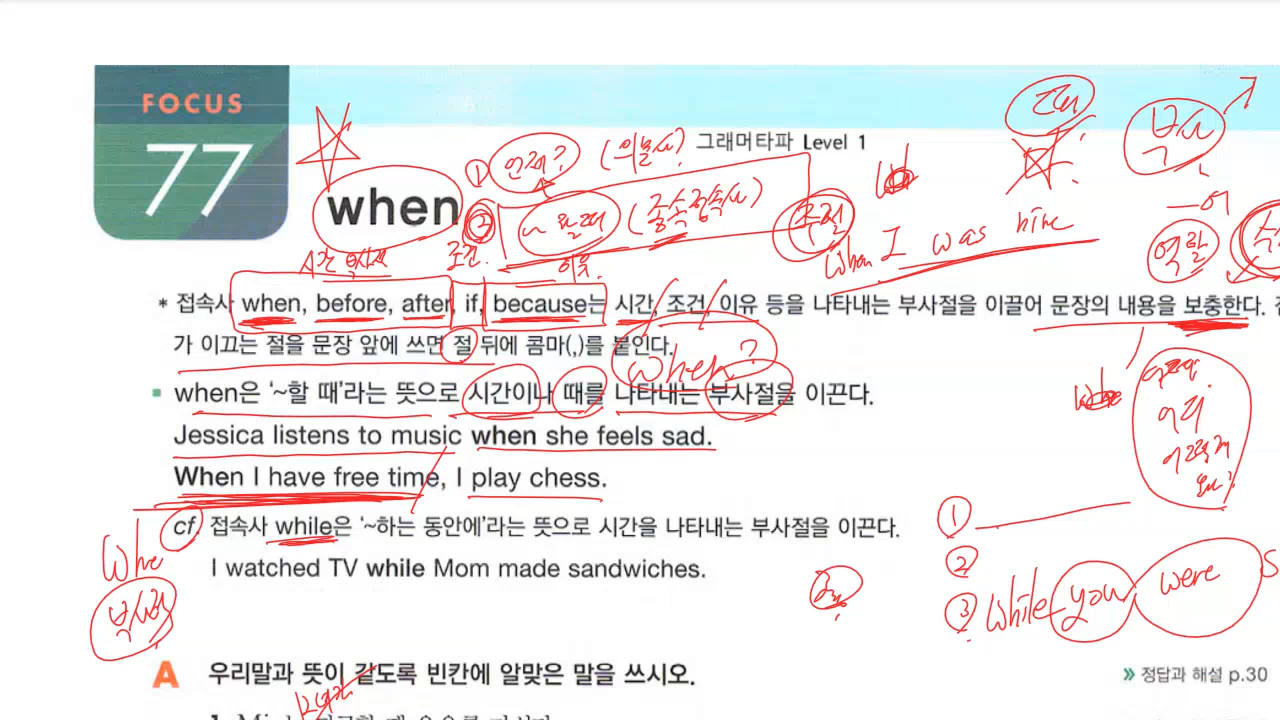 FOCUS
77
그래머타파 Level 1
① 언제? (의문사)
when
② ~ 할 때 (종속접속사)
부사
시간 부사절
조건.
이유.
When I was nine
역할
* 접속사 when, before, after, if, because는 시간, 조건, 이유 등을 나타내는 부사절을 이끌어 문장의 내용을 보충한다.
가 이끄는 절을 문장 앞에 쓰면 절 뒤에 콤마(,)를 붙인다.
when?
▪ when은 '~할 때'라는 뜻으로 시간이나 때를 나타내는 부사절을 이끈다.
Jessica listens to music when she feels sad.
When I have free time, I play chess.
cf. 접속사 while은 '~하는 동안에'라는 뜻으로 시간을 나타내는 부사절을 이끈다.
I watched TV while Mom made sandwiches.
Whe
부사절
①
②
③ While you were s
A 우리말과 뜻이 같도록 빈칸에 알맞은 말을 쓰시오.
» 정답과 해설 p.30